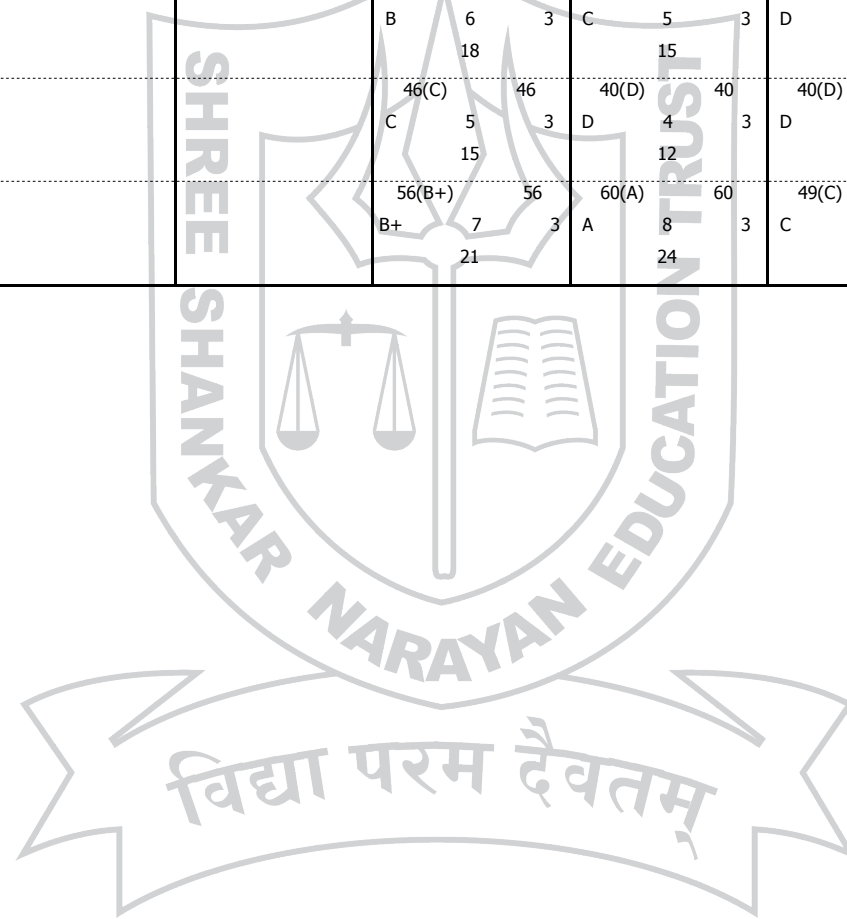 B 6 3 C 5 3 D
18 15
46(C) 46 40(D) 40 40(D)
C 5 3 D 4 3 D
15 12
56(B+) 56 60(A) 60 49(C)
B+ 7 3 A 8 3 C
21 24
SHREE SHANKAR NARAYAN EDUCATION TRUST
विद्या परम दैवतम्